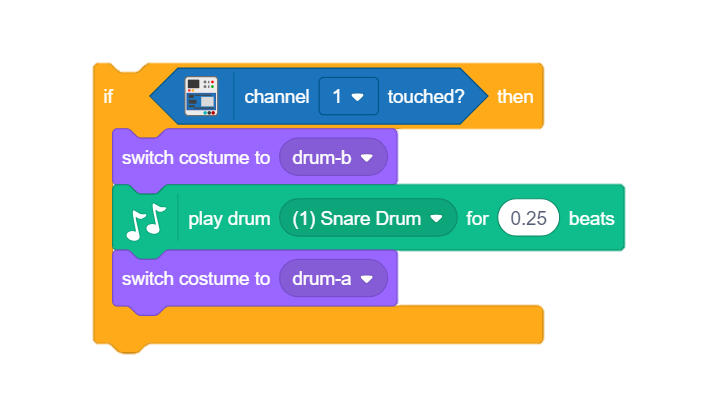 if channel 1 touched? then
switch costume to drum-b
play drum (1) Snare Drum for 0.25 beats
switch costume to drum-a